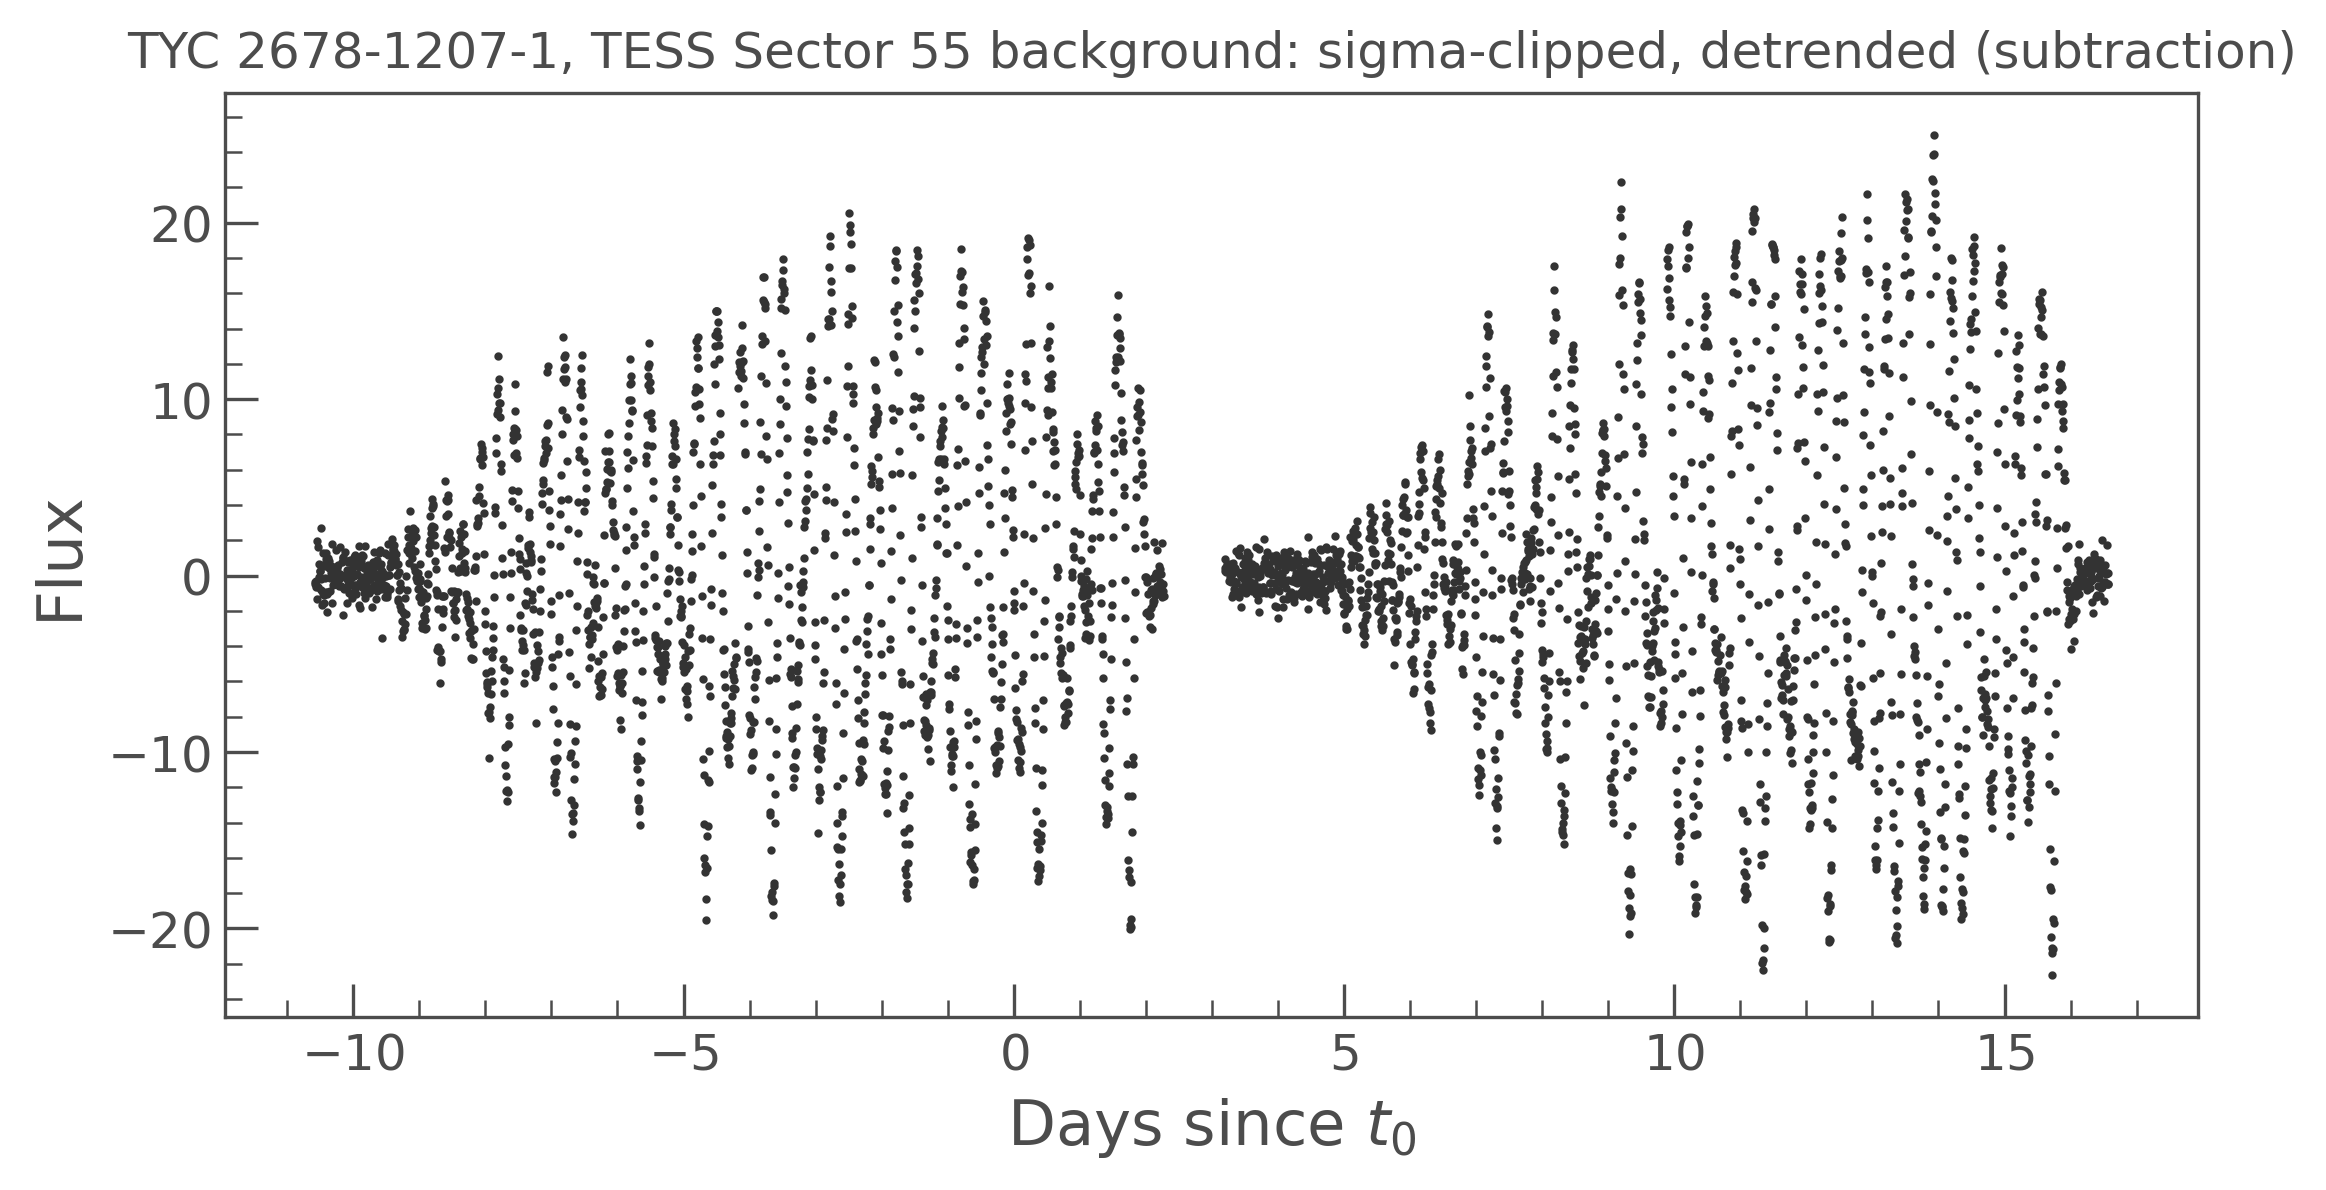 TYC 2678-1207-1, TESS Sector 55 background: sigma-clipped, detrended (subtraction)
Flux
20
10
0
−10
−20
−10 −5 0 5 10 15
Days since t₀